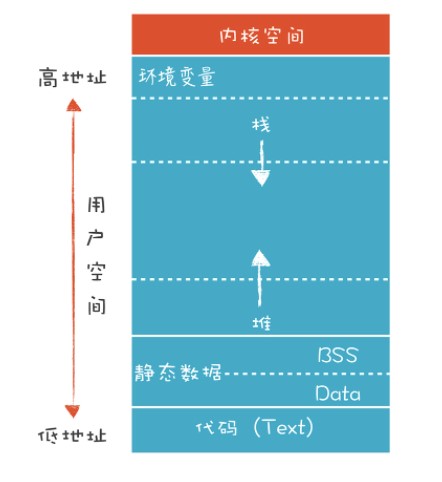 内核空间
高地址
环境变量
栈
用户空间
堆
BSS
静态数据
Data
代码（Text）
低地址